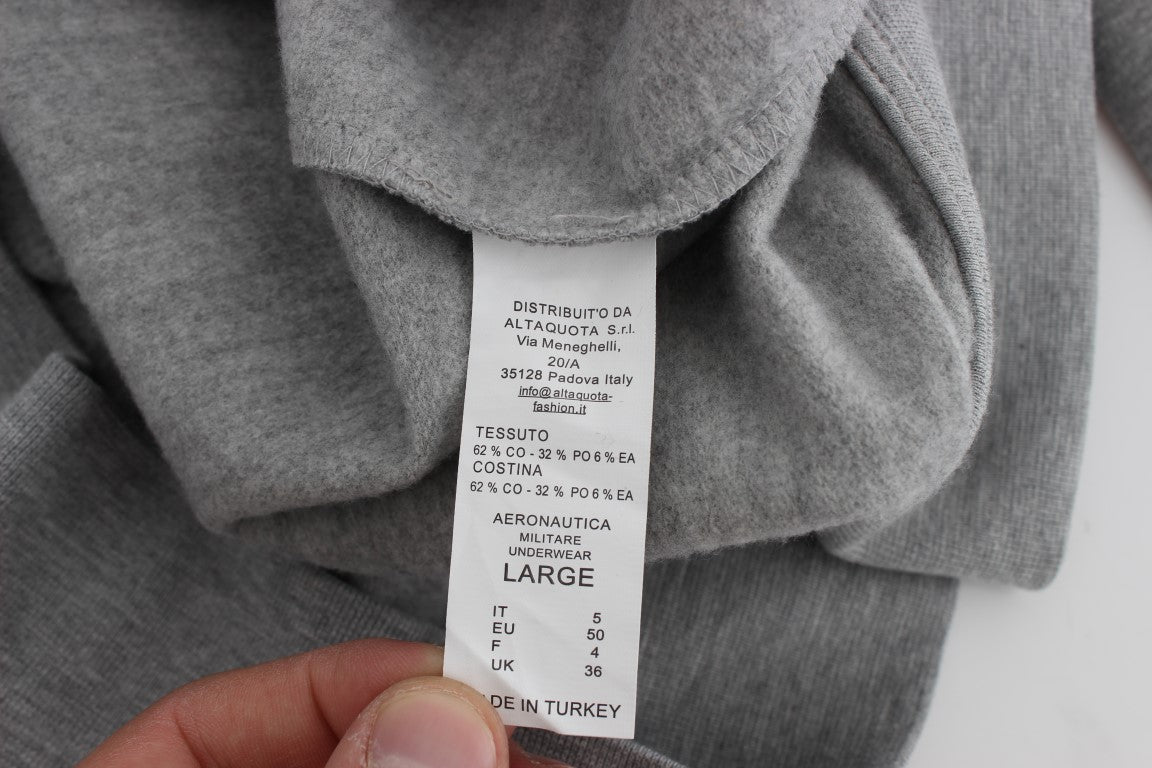 DISTRIBUIT'O DA
ALTAQUOTA S.r.l.
Via Meneghelli,
20/A
35128 Padova Italy
info@altaquota-
fashion.it
TESSUTO
62 % CO - 32 % PO 6 % EA
COSTINA
62 % CO - 32 % PO 6 % EA
AERONAUTICA
MILITARE
UNDERWEAR
LARGE
IT 5
EU 50
F 4
UK 36
DE IN TURKEY